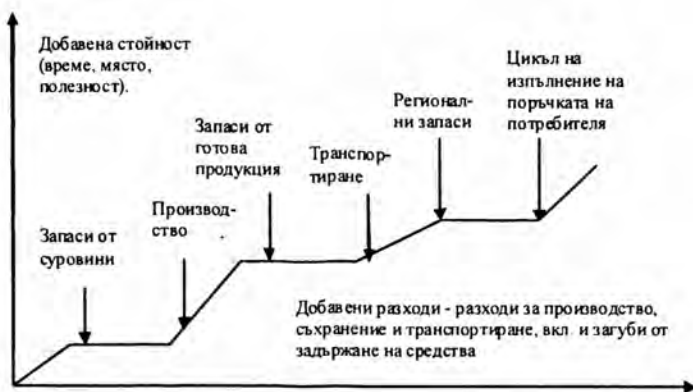 Добавена стойност
(време, място,
полезност).
Запаси от
суровини
Производ-
ство
Запаси от
готова
продукция
Транспор-
тиране
Регионал-
ни запаси
Цикъл на
изпълнение на
поръчката на
потребителя
Добавени разходи - разходи за производство,
съхранение и транспортиране, вкл. и загуби от
задържане на средства